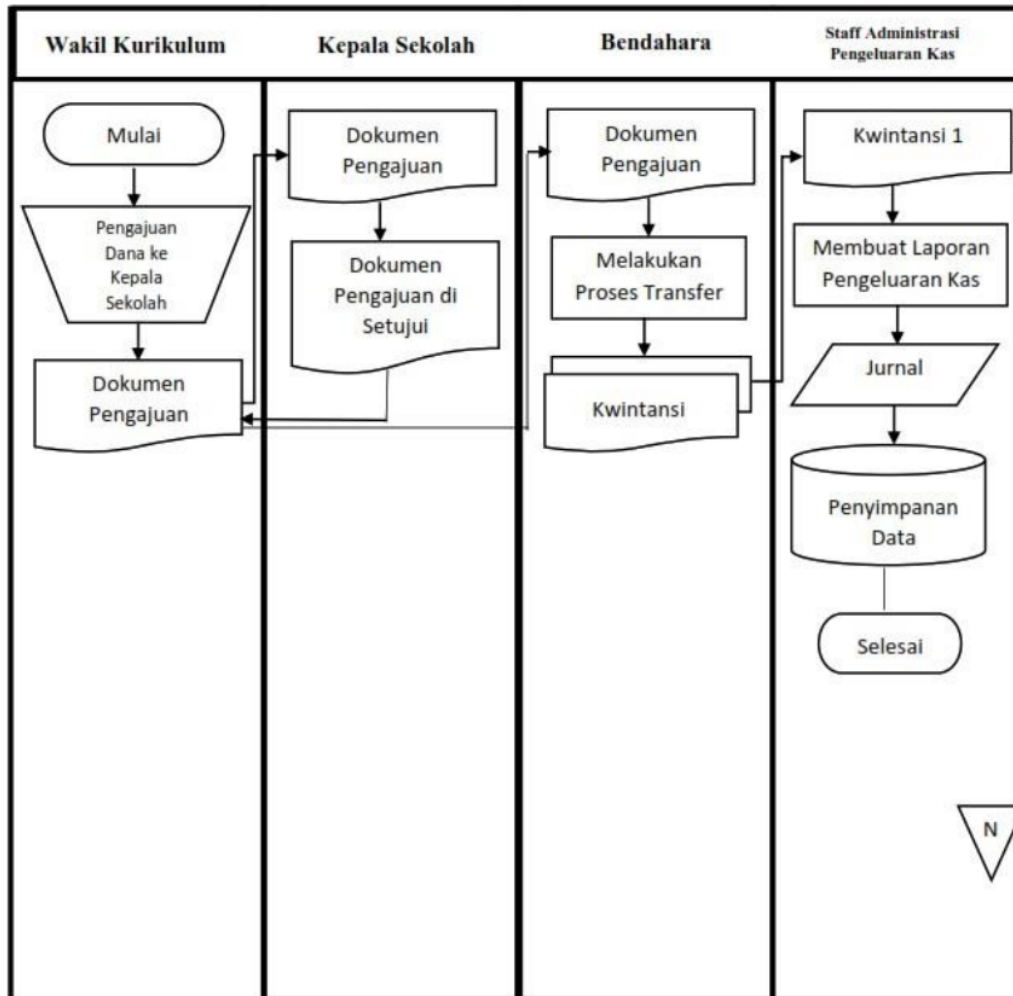 Wakil Kurikulum
Kepala Sekolah
Bendahara
Staff Administrasi
Pengeluaran Kas
Mulai
Pengajuan
Dana ke
Kepala
Sekolah
Dokumen
Pengajuan
Dokumen
Pengajuan
Dokumen
Pengajuan di
Setujui
Dokumen
Pengajuan
Melakukan
Proses Transfer
Kwintansi
Kwintansi 1
Membuat Laporan
Pengeluaran Kas
Jurnal
Penyimpanan
Data
Selesai
N